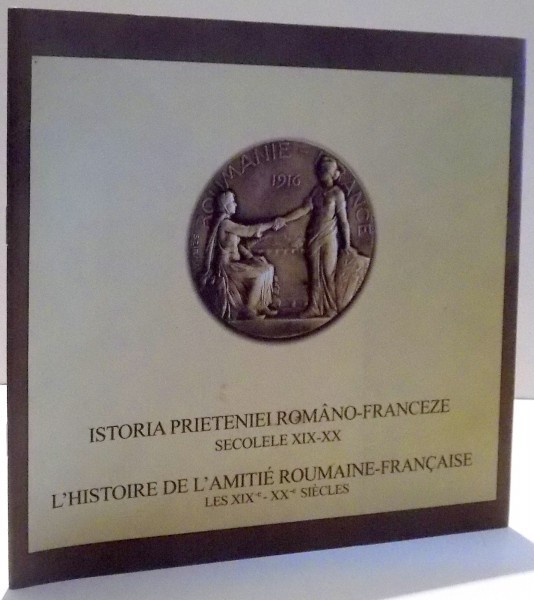 ROUMANIE - FRANCE
1916
ISTORIA PRIETENIEI ROMÂNO-FRANCEZE
SECOLELE XIX-XX
L'HISTOIRE DE L'AMITIÉ ROUMAINE-FRANÇAISE
LES XIX-e - XX-e SIÈCLES